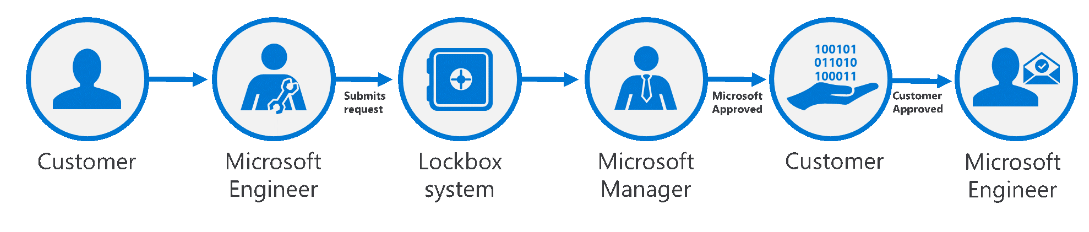 100101
011010
100011
Submits
request
Microsoft
Approved
Customer
Approved
Customer
Microsoft
Engineer
Lockbox
system
Microsoft
Manager
Customer
Microsoft
Engineer